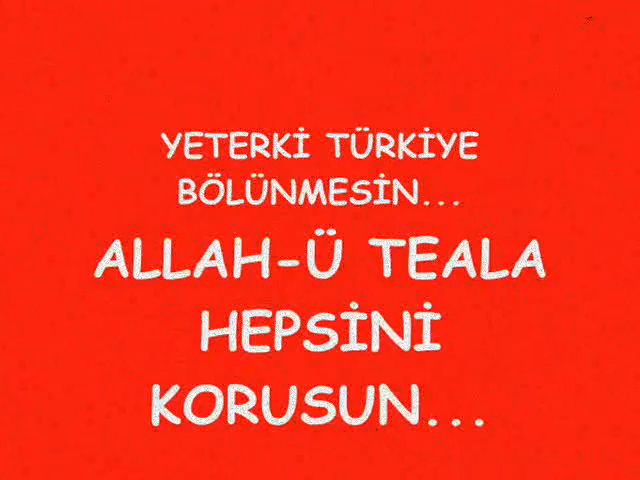 YETERKİ TÜRKİYE
BÖLÜNMESİN...
ALLAH-Ü TEALA
HEPSİNİ
KORUSUN...